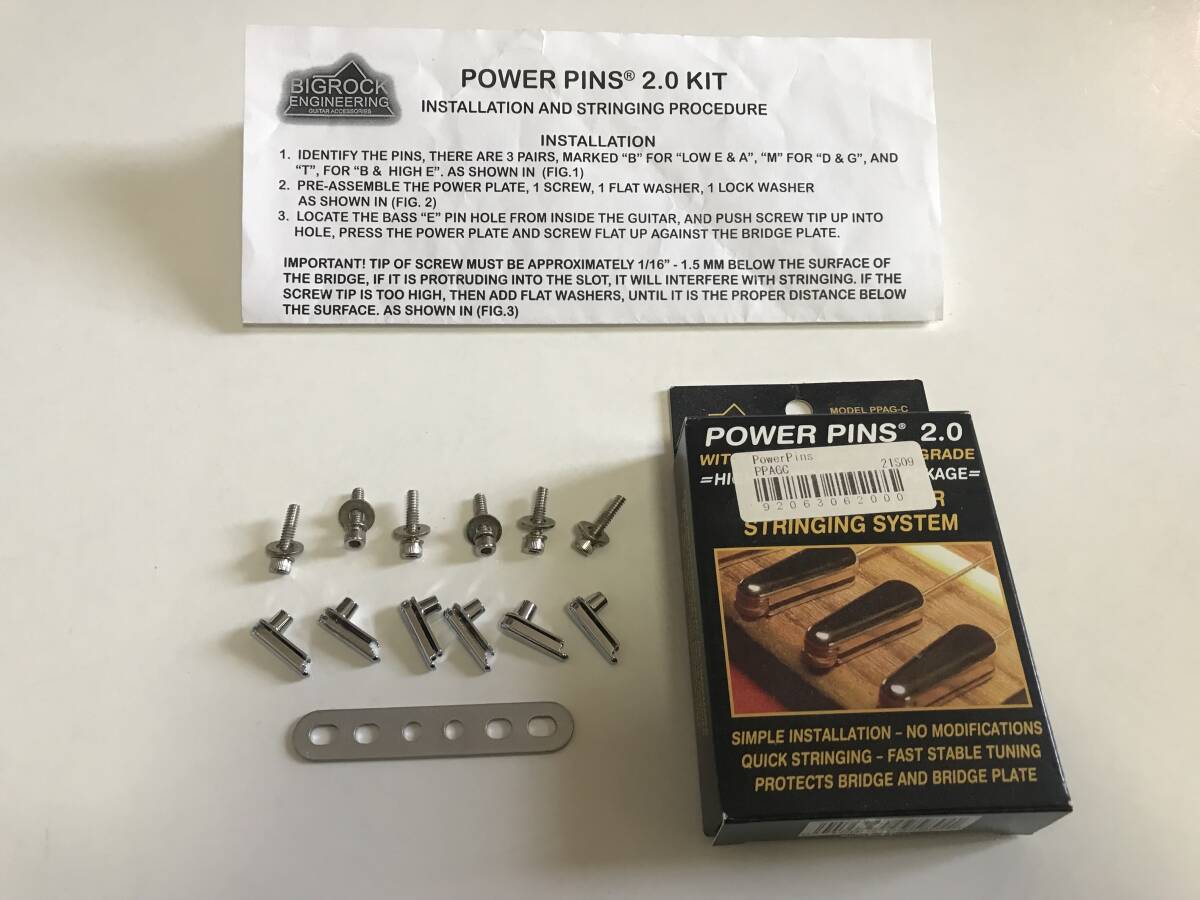 BIGROCK
ENGINEERING
GUITAR ACCESSORIES
POWER PINS® 2.0 KIT
INSTALLATION AND STRINGING PROCEDURE
INSTALLATION
1. IDENTIFY THE PINS, THERE ARE 3 PAIRS, MARKED “B” FOR “LOW E & A”, “M” FOR “D & G”, AND
“T”, FOR “B & HIGH E”. AS SHOWN IN (FIG.1)
2. PRE-ASSEMBLE THE POWER PLATE, 1 SCREW, 1 FLAT WASHER, 1 LOCK WASHER
AS SHOWN IN (FIG. 2)
3. LOCATE THE BASS “E” PIN HOLE FROM INSIDE THE GUITAR, AND PUSH SCREW TIP UP INTO
HOLE, PRESS THE POWER PLATE AND SCREW FLAT UP AGAINST THE BRIDGE PLATE.
IMPORTANT! TIP OF SCREW MUST BE APPROXIMATELY 1/16” - 1.5 MM BELOW THE SURFACE OF
THE BRIDGE, IF IT IS PROTRUDING INTO THE SLOT, IT WILL INTERFERE WITH STRINGING. IF THE
SCREW TIP IS TOO HIGH, THEN ADD FLAT WASHERS, UNTIL IT IS THE PROPER DISTANCE BELOW
THE SURFACE. AS SHOWN IN (FIG.3)
MODEL PPAG-C
POWER PINS® 2.0
PowerPins 21S09
PPAGC
92063062000
STRINGING SYSTEM
SIMPLE INSTALLATION – NO MODIFICATIONS
QUICK STRINGING – FAST STABLE TUNING
PROTECTS BRIDGE AND BRIDGE PLATE